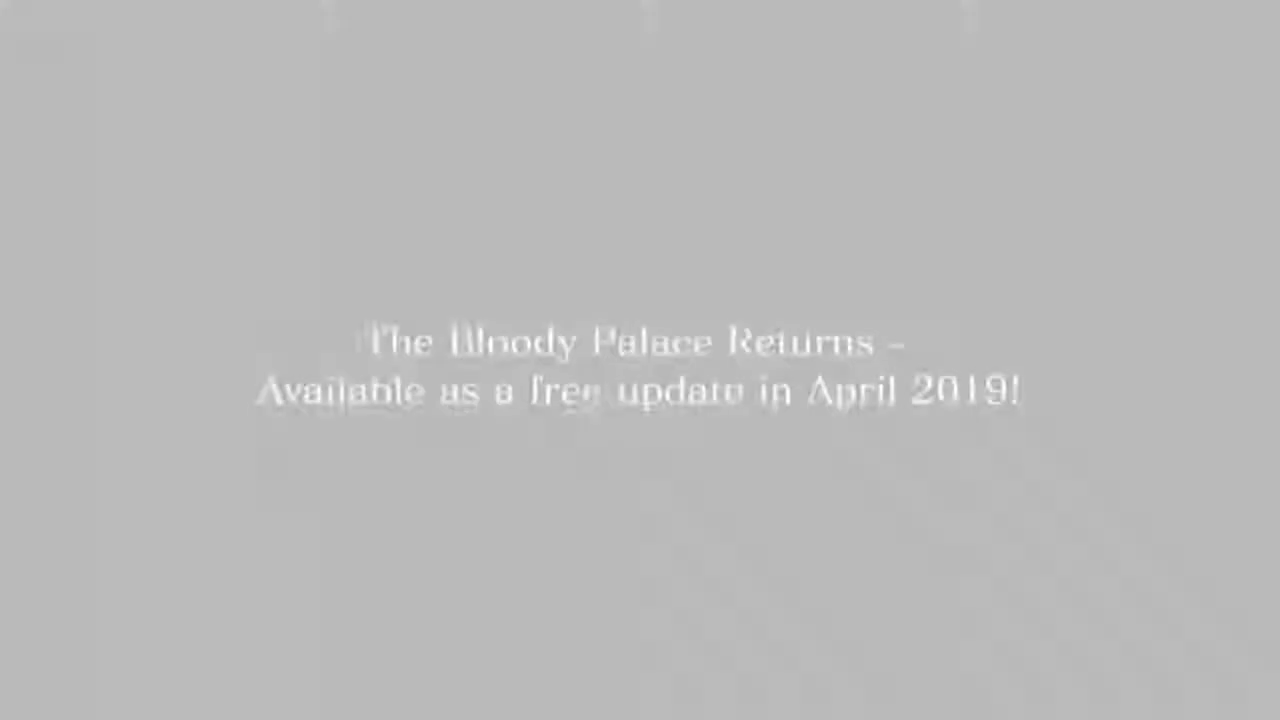 The Bloody Palace Returns -
Available as a free update in April 2019!